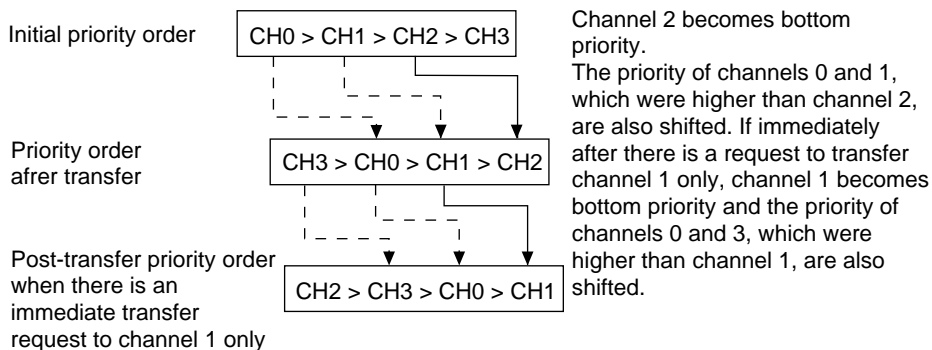 Initial priority order
CH0 > CH1 > CH2 > CH3
Priority order
afrer transfer
CH3 > CH0 > CH1 > CH2
Post-transfer priority order
when there is an
immediate transfer
request to channel 1 only
CH2 > CH3 > CH0 > CH1
Channel 2 becomes bottom
priority.
The priority of channels 0 and 1,
which were higher than channel 2,
are also shifted. If immediately
after there is a request to transfer
channel 1 only, channel 1 becomes
bottom priority and the priority of
channels 0 and 3, which were
higher than channel 1, are also
shifted.